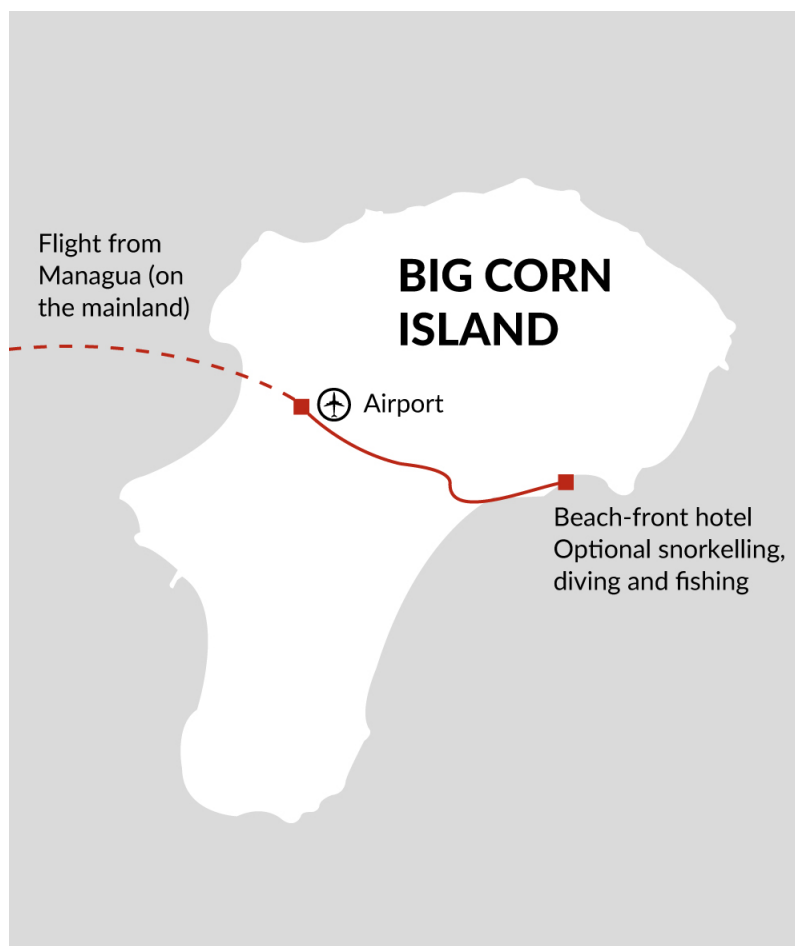 Flight from
Managua (on
the mainland)
BIG CORN
ISLAND
Airport
Beach-front hotel
Optional snorkelling,
diving and fishing